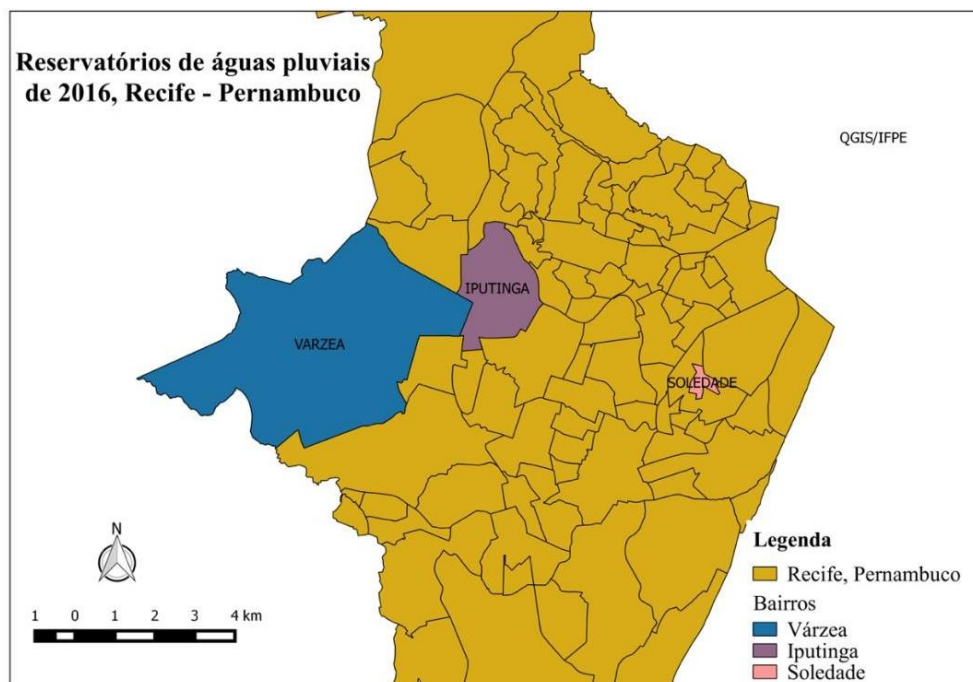 Reservatórios de águas pluviais
de 2016, Recife - Pernambuco
QGIS/IFPE
IPUTINGA
VARZEA
SOLEDADE
N
1 0 1 2 3 4 km
Legenda
Recife, Pernambuco
Bairros
Várzea
Iputinga
Soledade